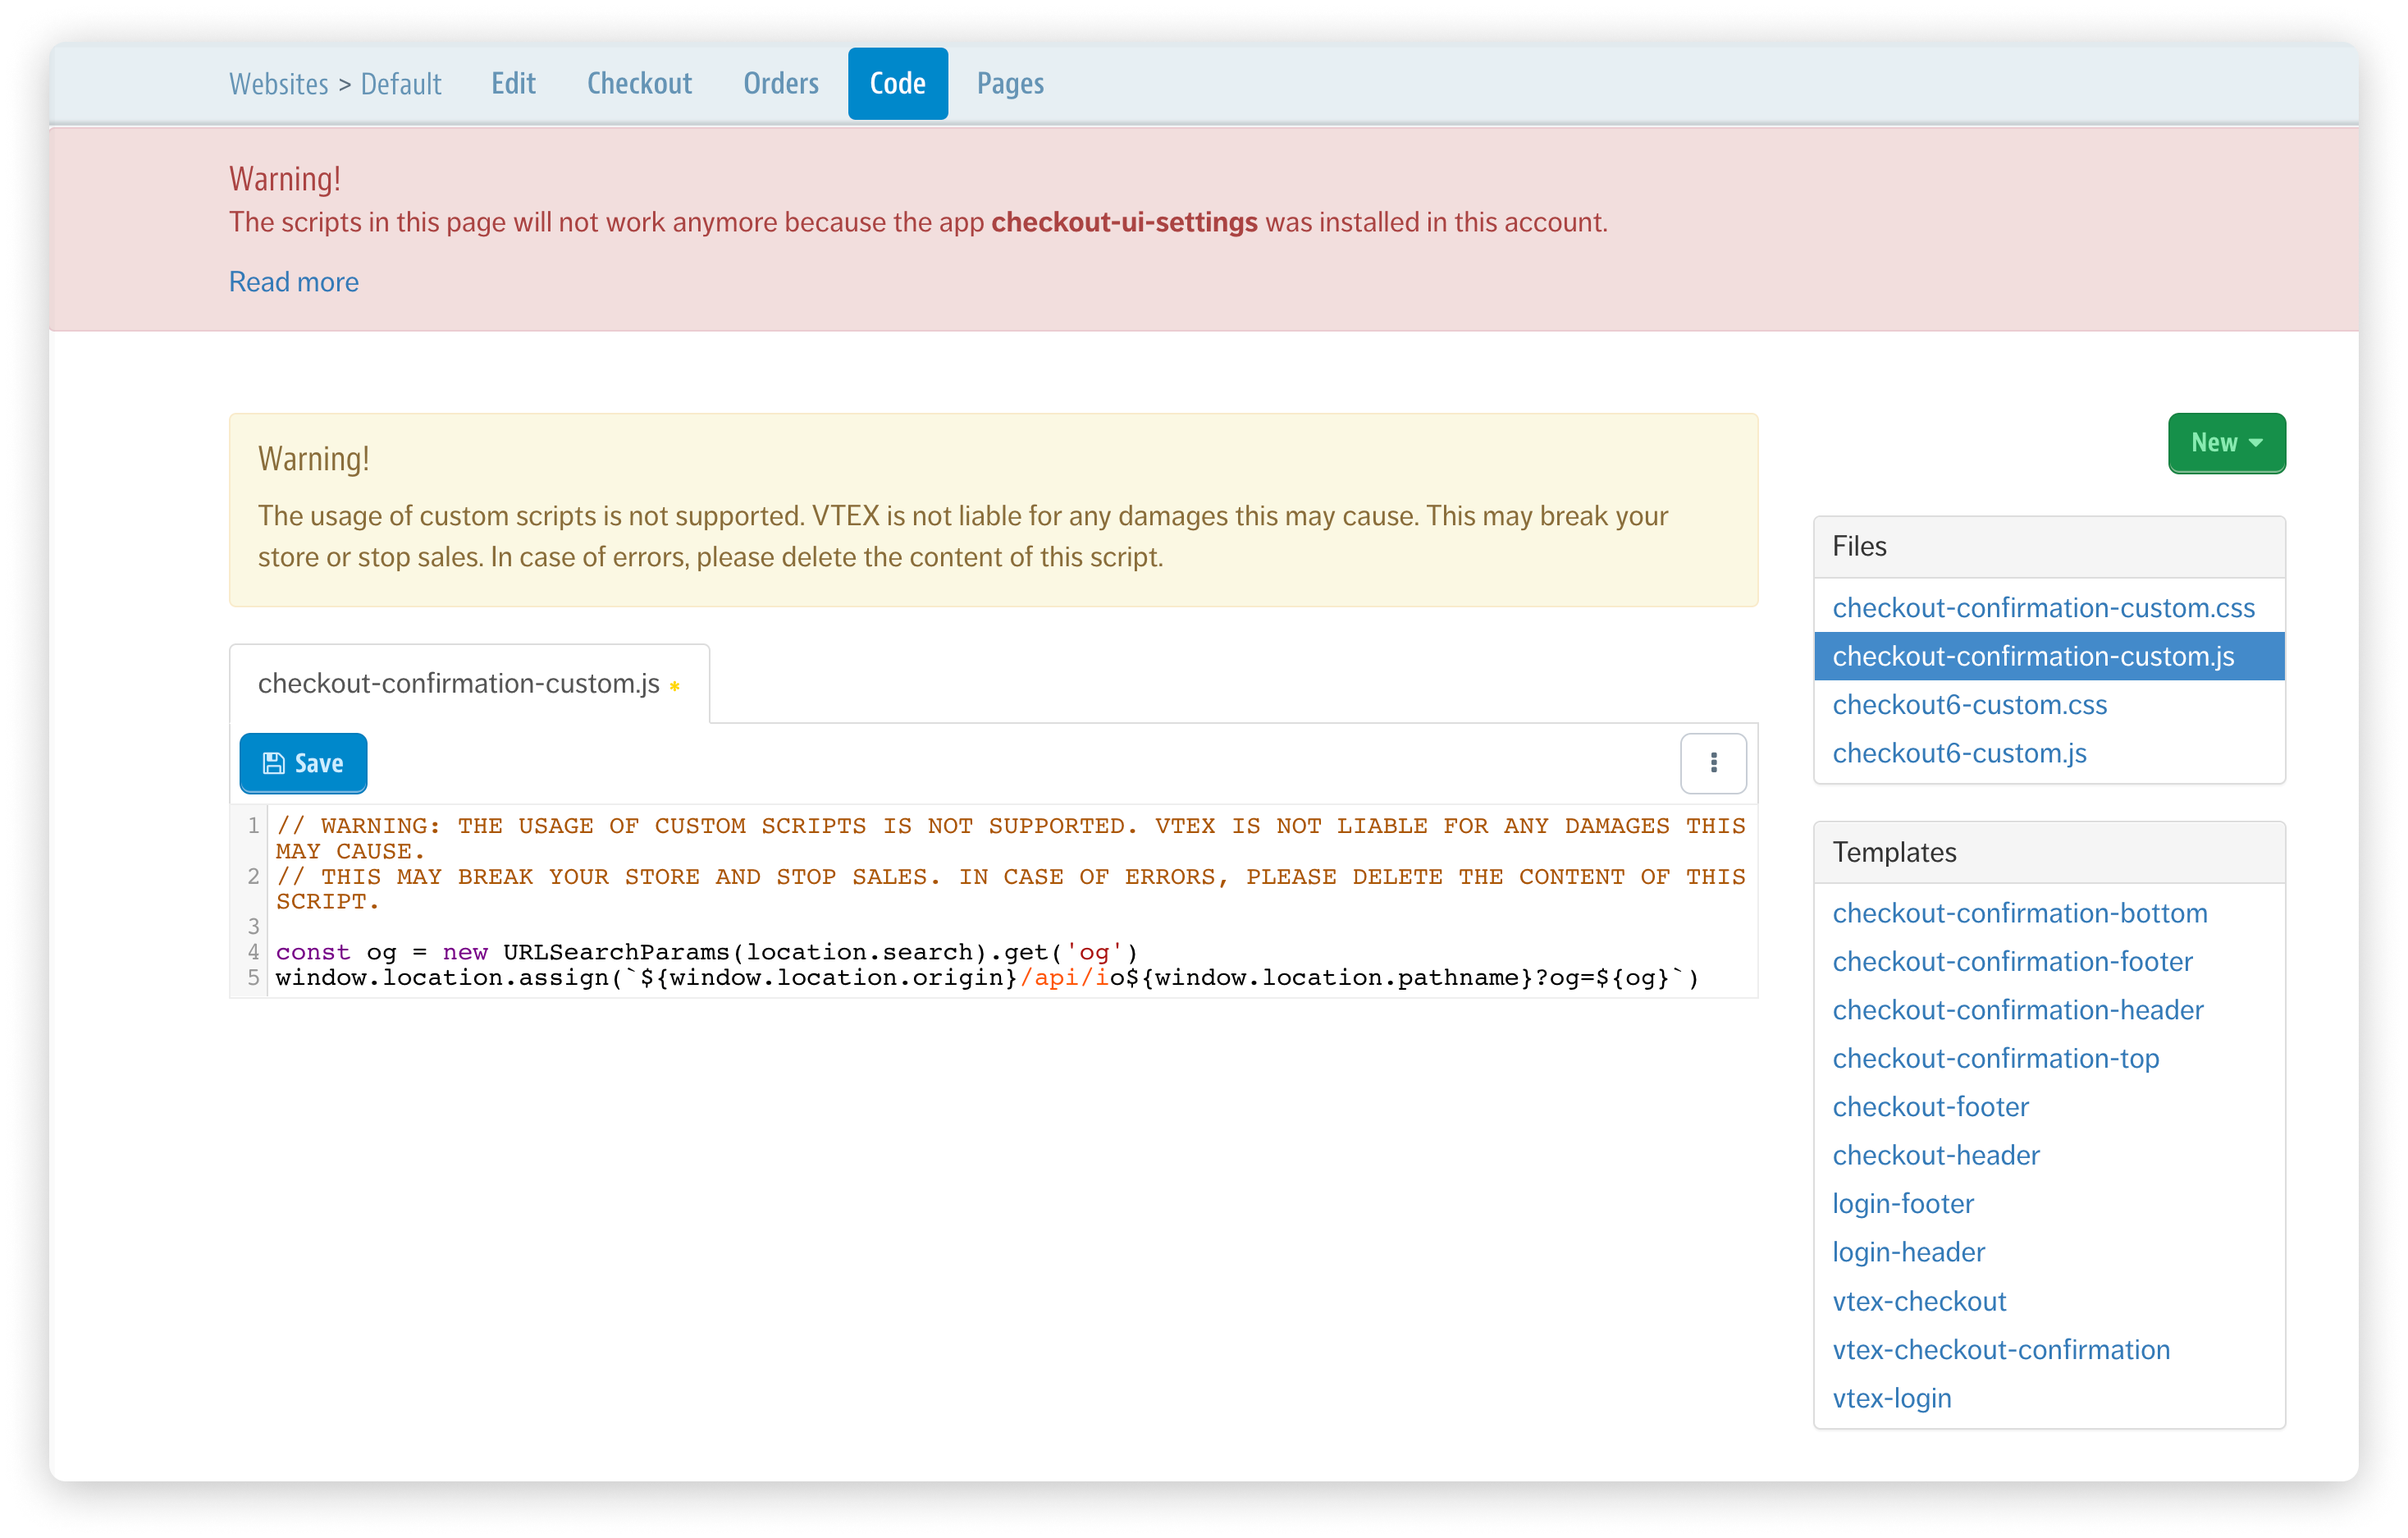 Websites > Default Edit Checkout Orders Code Pages
Warning!
The scripts in this page will not work anymore because the app checkout-ui-settings was installed in this account.
Read more
Warning!
The usage of custom scripts is not supported. VTEX is not liable for any damages this may cause. This may break your
store or stop sales. In case of errors, please delete the content of this script.
checkout-confirmation-custom.js *
Save
1 // WARNING: THE USAGE OF CUSTOM SCRIPTS IS NOT SUPPORTED. VTEX IS NOT LIABLE FOR ANY DAMAGES THIS
MAY CAUSE.
2 // THIS MAY BREAK YOUR STORE AND STOP SALES. IN CASE OF ERRORS, PLEASE DELETE THE CONTENT OF THIS
SCRIPT.
3
4 const og = new URLSearchParams(location.search).get('og')
5 window.location.assign(`${window.location.origin}/api/io${window.location.pathname}?og=${og}`)
New
Files
checkout-confirmation-custom.css
checkout-confirmation-custom.js
checkout6-custom.css
checkout6-custom.js
Templates
checkout-confirmation-bottom
checkout-confirmation-footer
checkout-confirmation-header
checkout-confirmation-top
checkout-footer
checkout-header
login-footer
login-header
vtex-checkout
vtex-checkout-confirmation
vtex-login